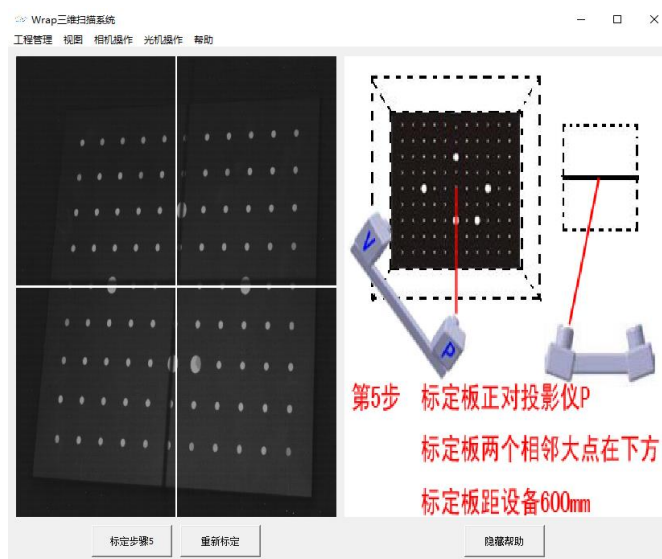 Wrap三维扫描系统
工程管理 视图 相机操作 光机操作 帮助
V
P
第5步 标定板正对投影仪P
标定板两个相邻大点在下方
标定板距设备600mm
标定步骤5 重新标定 隐藏帮助